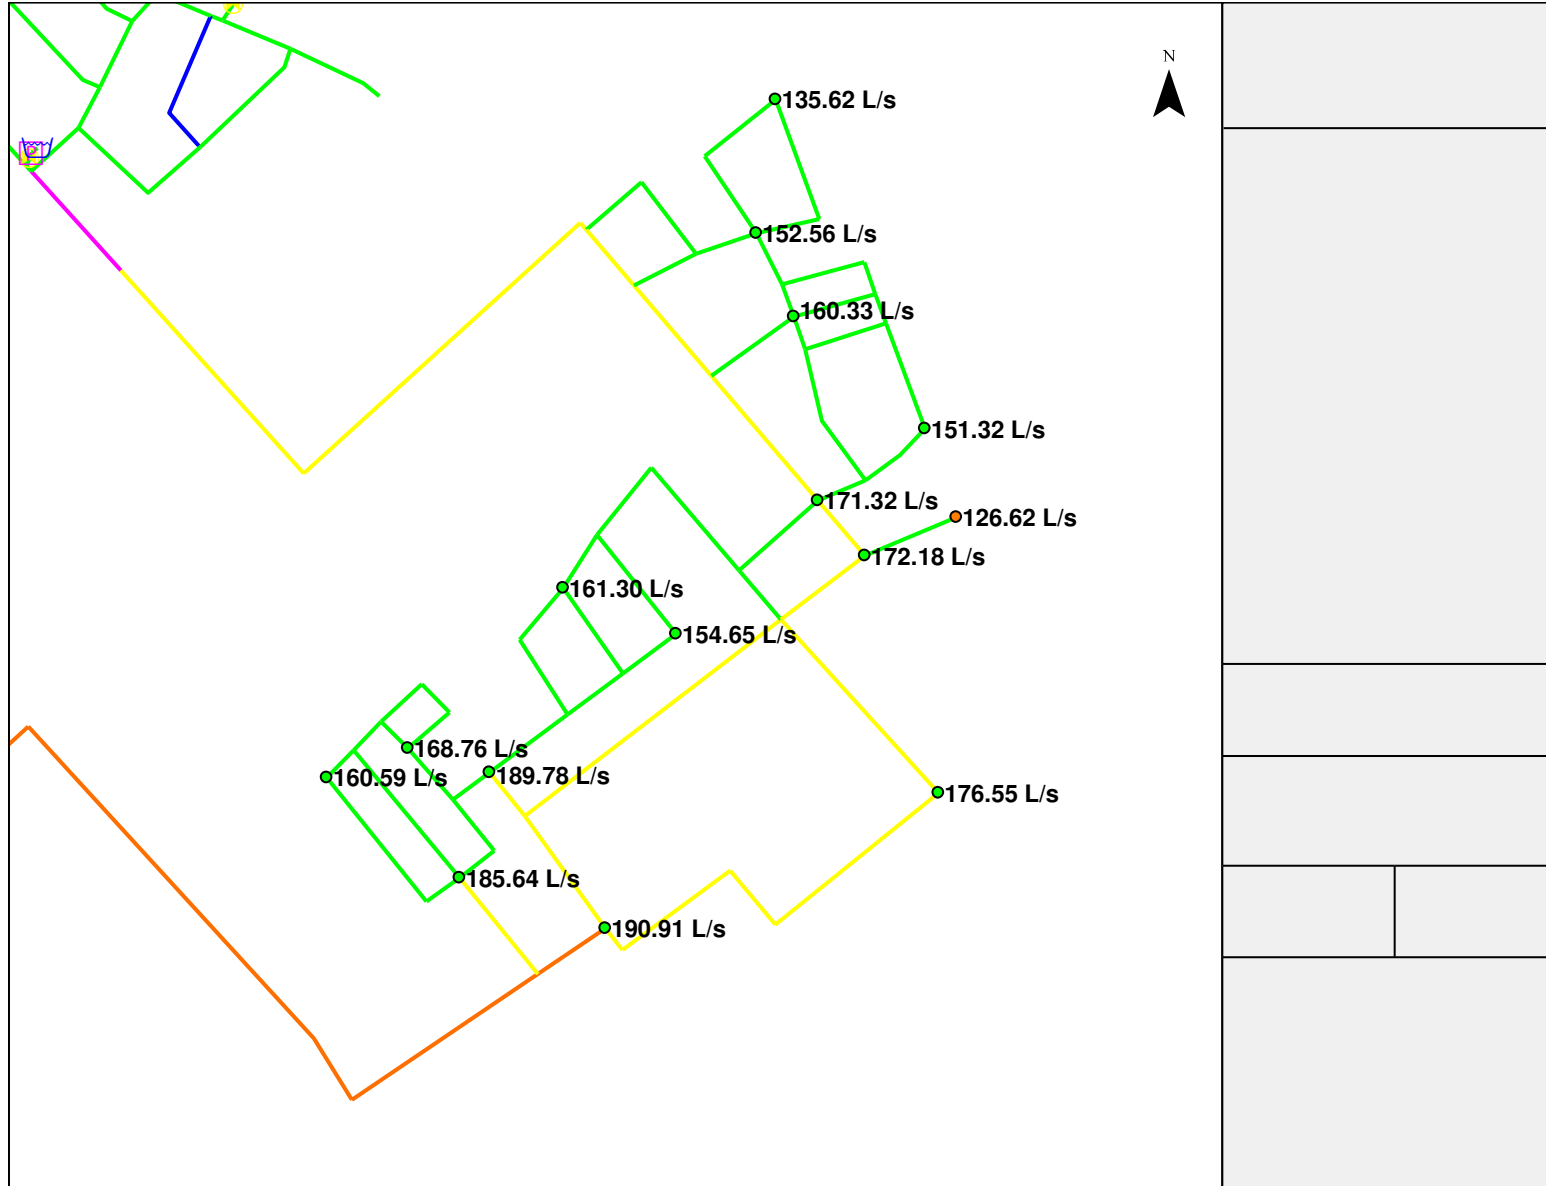 N
135.62 L/s
152.56 L/s
160.33 L/s
151.32 L/s
171.32 L/s
126.62 L/s
172.18 L/s
161.30 L/s
154.65 L/s
168.76 L/s
189.78 L/s
160.59 L/s
176.55 L/s
185.64 L/s
190.91 L/s